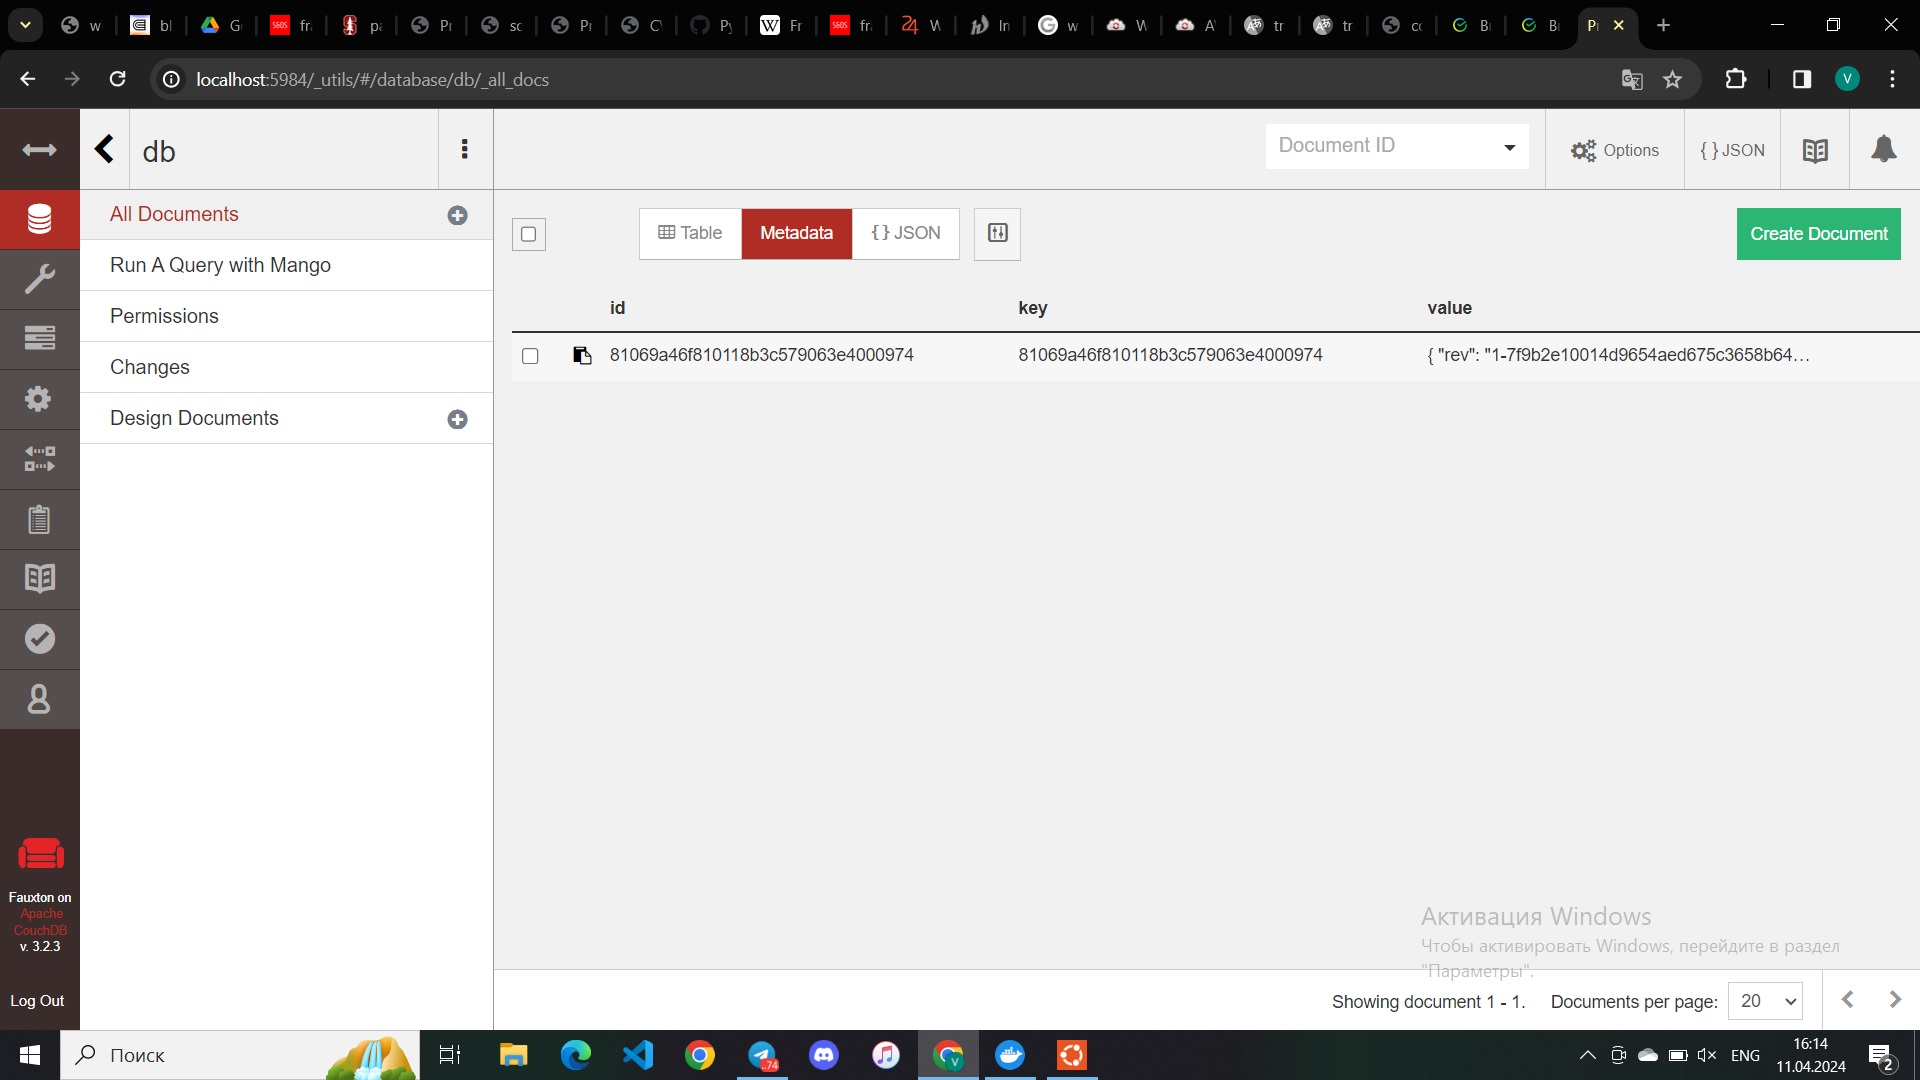 w
bl
G
SGDS
fr
pa
Pr
sc
Pr
C
Py
W
Fr
SGDS
fr
24
W
In
G
w
W
A
tr
tr
cc
B
B
P
localhost:5984/_utils/#/database/db/_all_docs
V
db
Document ID
Options
{ } JSON
All Documents
Run A Query with Mango
Permissions
Changes
Design Documents
Table
Metadata
{ } JSON
Create Document
id
key
value
81069a46f810118b3c579063e4000974
81069a46f810118b3c579063e4000974
{ "rev": "1-7f9b2e10014d9654aed675c3658b64...
Fauxton on
Apache
CouchDB
v. 3.2.3
Log Out
Активация Windows
Чтобы активировать Windows, перейдите в раздел
"Параметры".
Showing document 1 - 1.
Documents per page:
20
Поиск
..74
V
ENG
16:14
11.04.2024
2